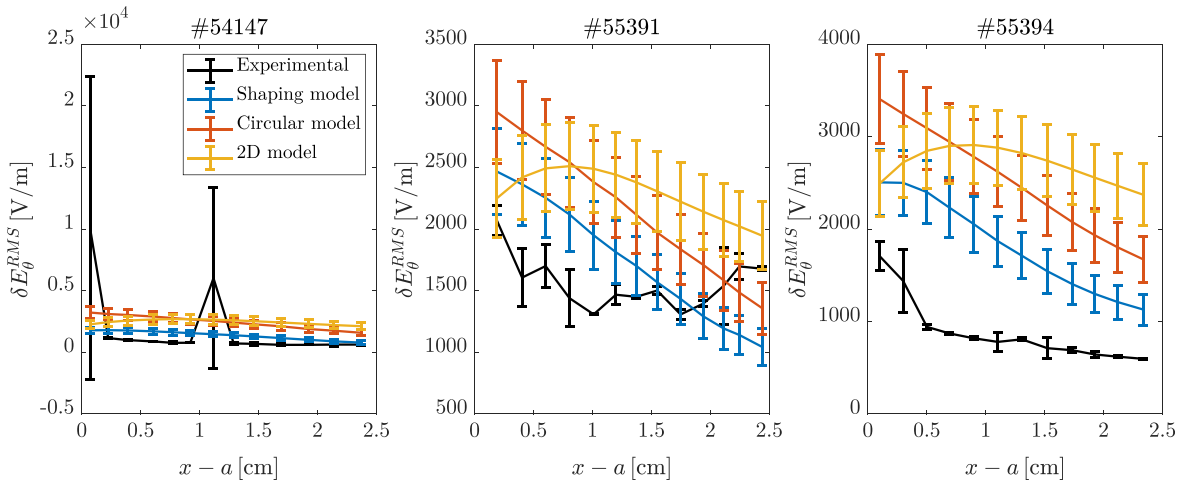 ×10⁴
#54147
2.5
2
1.5
1
0.5
0
-0.5
δE_θ^{RMS} [V/m]
Experimental
Shaping model
Circular model
2D model
0 0.5 1 1.5 2 2.5
x − a [cm]
#55391
3500
3000
2500
2000
1500
1000
500
δE_θ^{RMS} [V/m]
0 0.5 1 1.5 2 2.5
x − a [cm]
#55394
4000
3000
2000
1000
0
δE_θ^{RMS} [V/m]
0 0.5 1 1.5 2 2.5
x − a [cm]